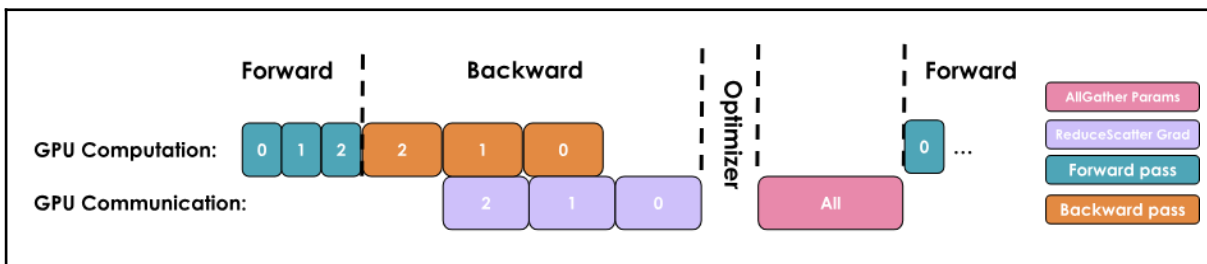 Forward
Backward
Optimizer
Forward
AllGather Params
ReduceScatter Grad
Forward pass
Backward pass
GPU Computation:
0 1 2 2 1 0
0 ...
GPU Communication:
2 1 0
All